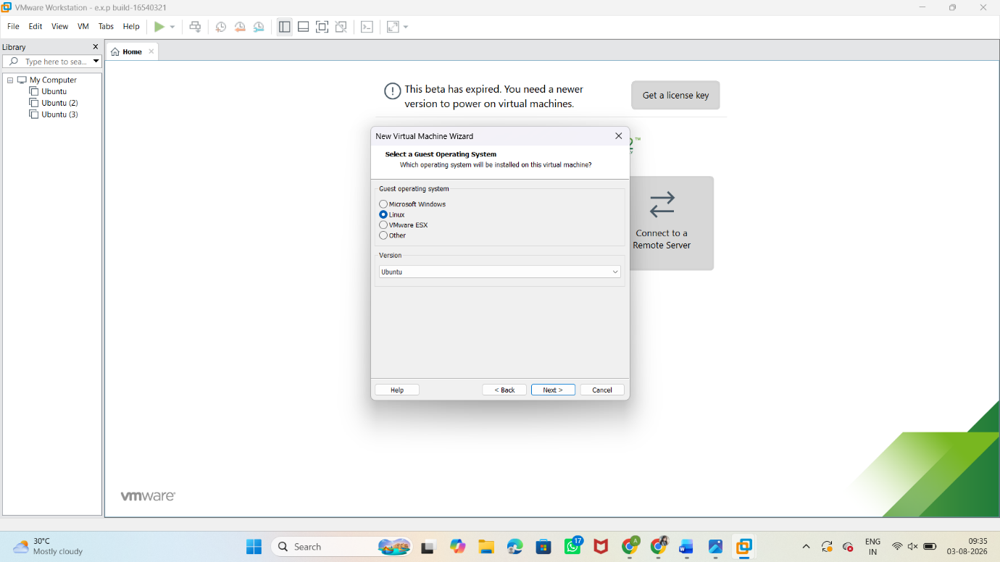 VMware Workstation - e.x.p build-16540321
File Edit View VM Tabs Help
Library
Type here to sea...
Home
My Computer
Ubuntu
Ubuntu (2)
Ubuntu (3)
This beta has expired. You need a newer
version to power on virtual machines.
Get a license key
TM
New Virtual Machine Wizard
Select a Guest Operating System
Which operating system will be installed on this virtual machine?
Guest operating system
Microsoft Windows
Linux
VMware ESX
Other
Version
Ubuntu
Connect to a
Remote Server
Help < Back Next > Cancel
vmware
30°C
Mostly cloudy
Search
17
A
ENG
IN
09:35
03-08-2026